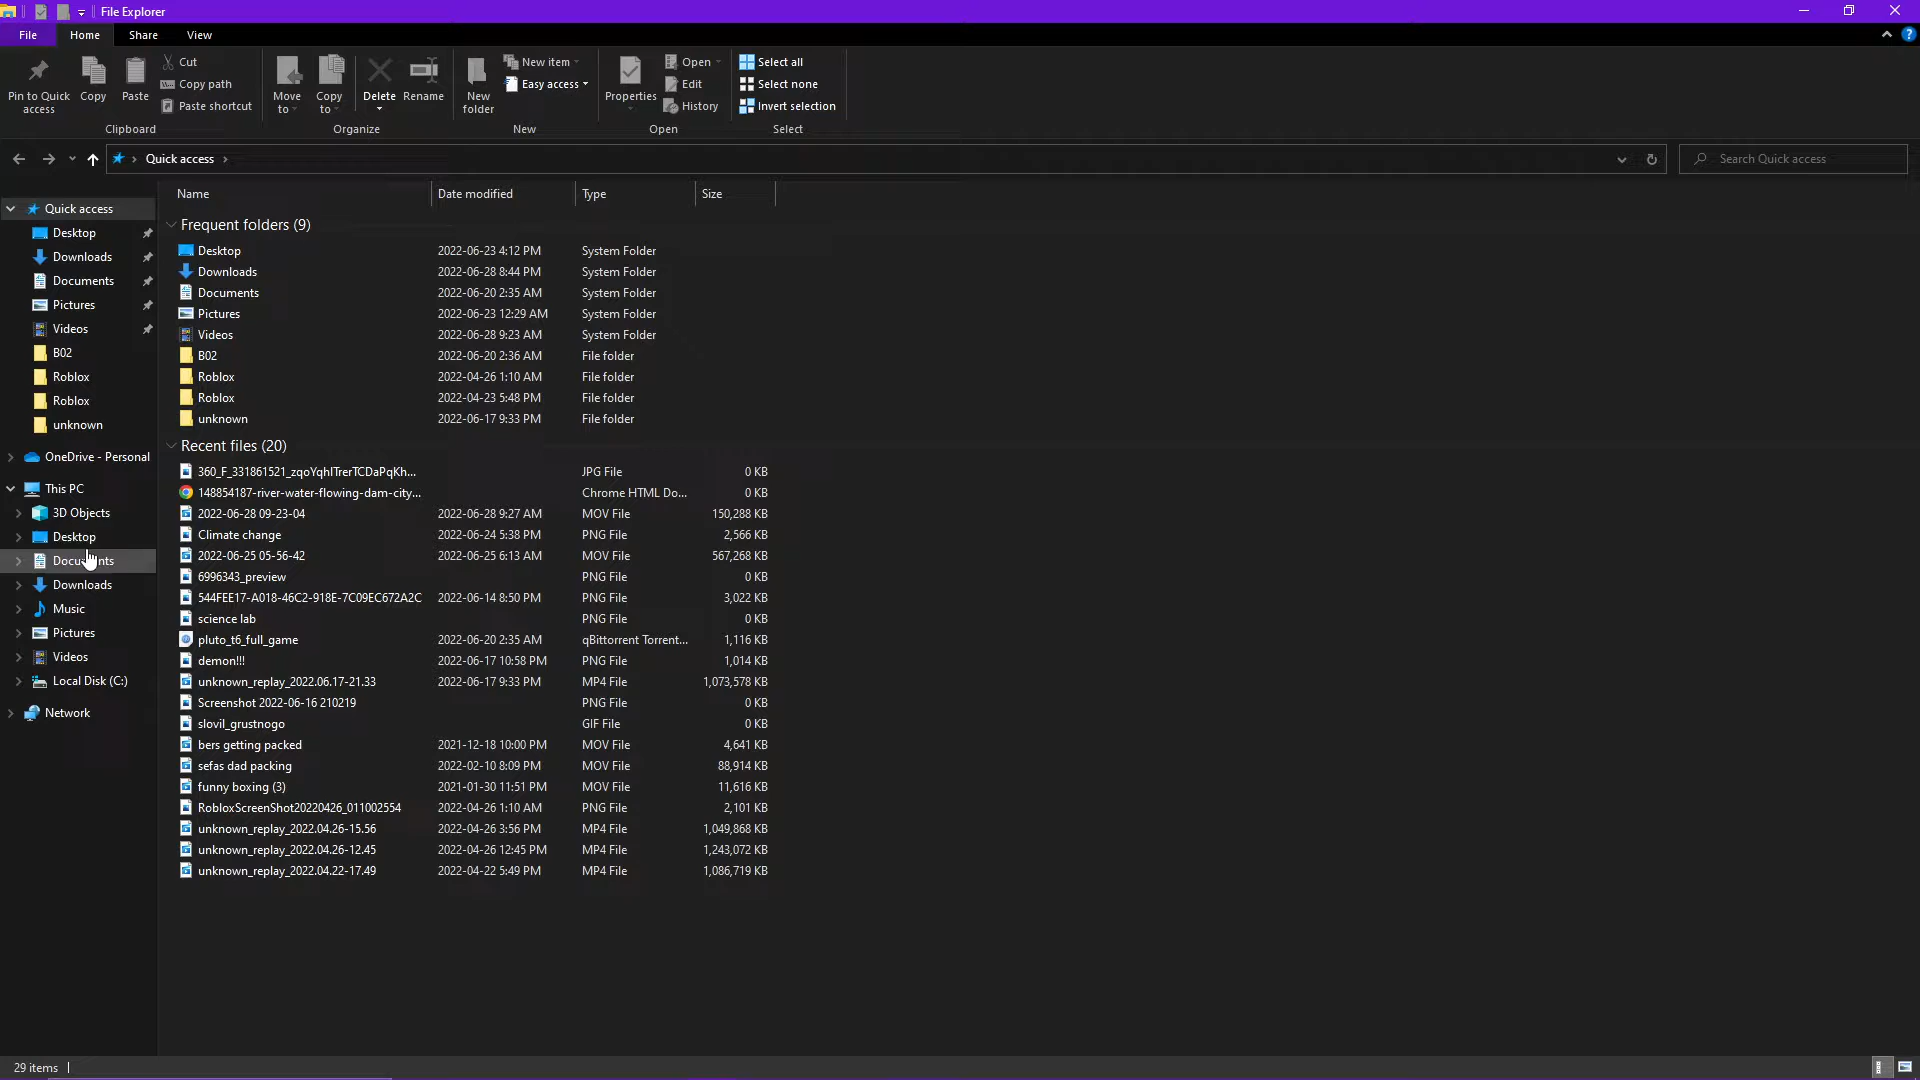 File Explorer
File Home Share View
Pin to Quick access
Copy
Paste
Cut
Copy path
Paste shortcut
Clipboard
Move to
Copy to
Delete
Rename
Organize
New folder
New item
Easy access
New
Properties
Open
Edit
History
Open
Select all
Select none
Invert selection
Select
Quick access
Search Quick access
Quick access
Desktop
Downloads
Documents
Pictures
Videos
B02
Roblox
Roblox
unknown
OneDrive - Personal
This PC
3D Objects
Desktop
Documents
Downloads
Music
Pictures
Videos
Local Disk (C:)
Network
Name Date modified Type Size
Frequent folders (9)
Desktop 2022-06-23 4:12 PM System Folder
Downloads 2022-06-28 8:44 PM System Folder
Documents 2022-06-20 2:35 AM System Folder
Pictures 2022-06-23 12:29 AM System Folder
Videos 2022-06-28 9:23 AM System Folder
B02 2022-06-20 2:36 AM File folder
Roblox 2022-04-26 1:10 AM File folder
Roblox 2022-04-23 5:48 PM File folder
unknown 2022-06-17 9:33 PM File folder
Recent files (20)
360_F_331861521_zqoYqhlTrerTCDaPqKh... JPG File 0 KB
148854187-river-water-flowing-dam-city... Chrome HTML Do... 0 KB
2022-06-28 09-23-04 2022-06-28 9:27 AM MOV File 150,288 KB
Climate change 2022-06-24 5:38 PM PNG File 2,566 KB
2022-06-25 05-56-42 2022-06-25 6:13 AM MOV File 567,268 KB
6996343_preview PNG File 0 KB
544FEE17-A018-46C2-918E-7C09EC672A2C 2022-06-14 8:50 PM PNG File 3,022 KB
science lab PNG File 0 KB
pluto_t6_full_game 2022-06-20 2:35 AM qBittorrent Torrent... 1,116 KB
demon!!! 2022-06-17 10:58 PM PNG File 1,014 KB
unknown_replay_2022.06.17-21.33 2022-06-17 9:33 PM MP4 File 1,073,578 KB
Screenshot 2022-06-16 210219 PNG File 0 KB
slovil_grustnogo GIF File 0 KB
bers getting packed 2021-12-18 10:00 PM MOV File 4,641 KB
sefas dad packing 2022-02-10 8:09 PM MOV File 88,914 KB
funny boxing (3) 2021-01-30 11:51 PM MOV File 11,616 KB
RobloxScreenShot20220426_011002554 2022-04-26 1:10 AM PNG File 2,101 KB
unknown_replay_2022.04.26-15.56 2022-04-26 3:56 PM MP4 File 1,049,868 KB
unknown_replay_2022.04.26-12.45 2022-04-26 12:45 PM MP4 File 1,243,072 KB
unknown_replay_2022.04.22-17.49 2022-04-22 5:49 PM MP4 File 1,086,719 KB
29 items